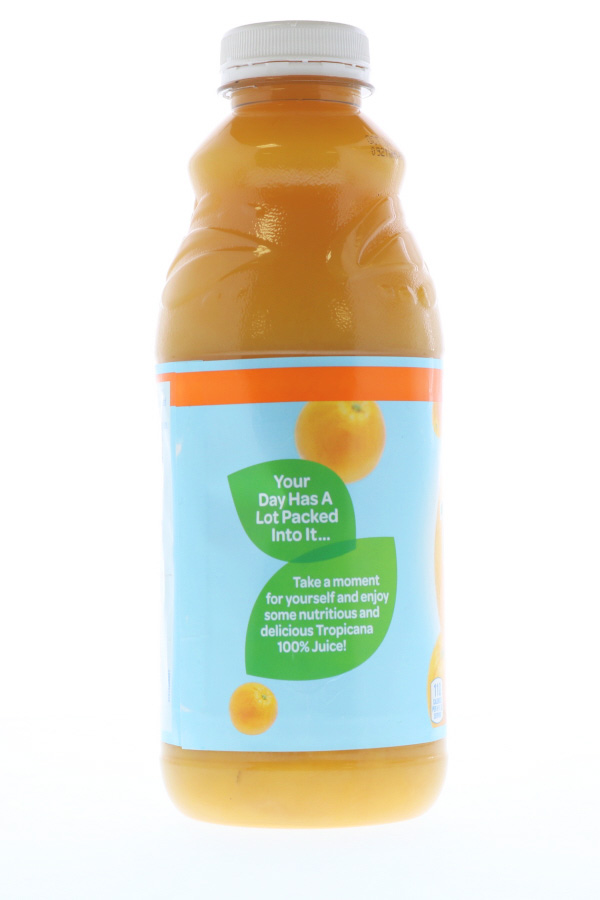 Your
Day Has A
Lot Packed
Into It...
Take a moment
for yourself and enjoy
some nutritious and
delicious Tropicana
100% Juice!